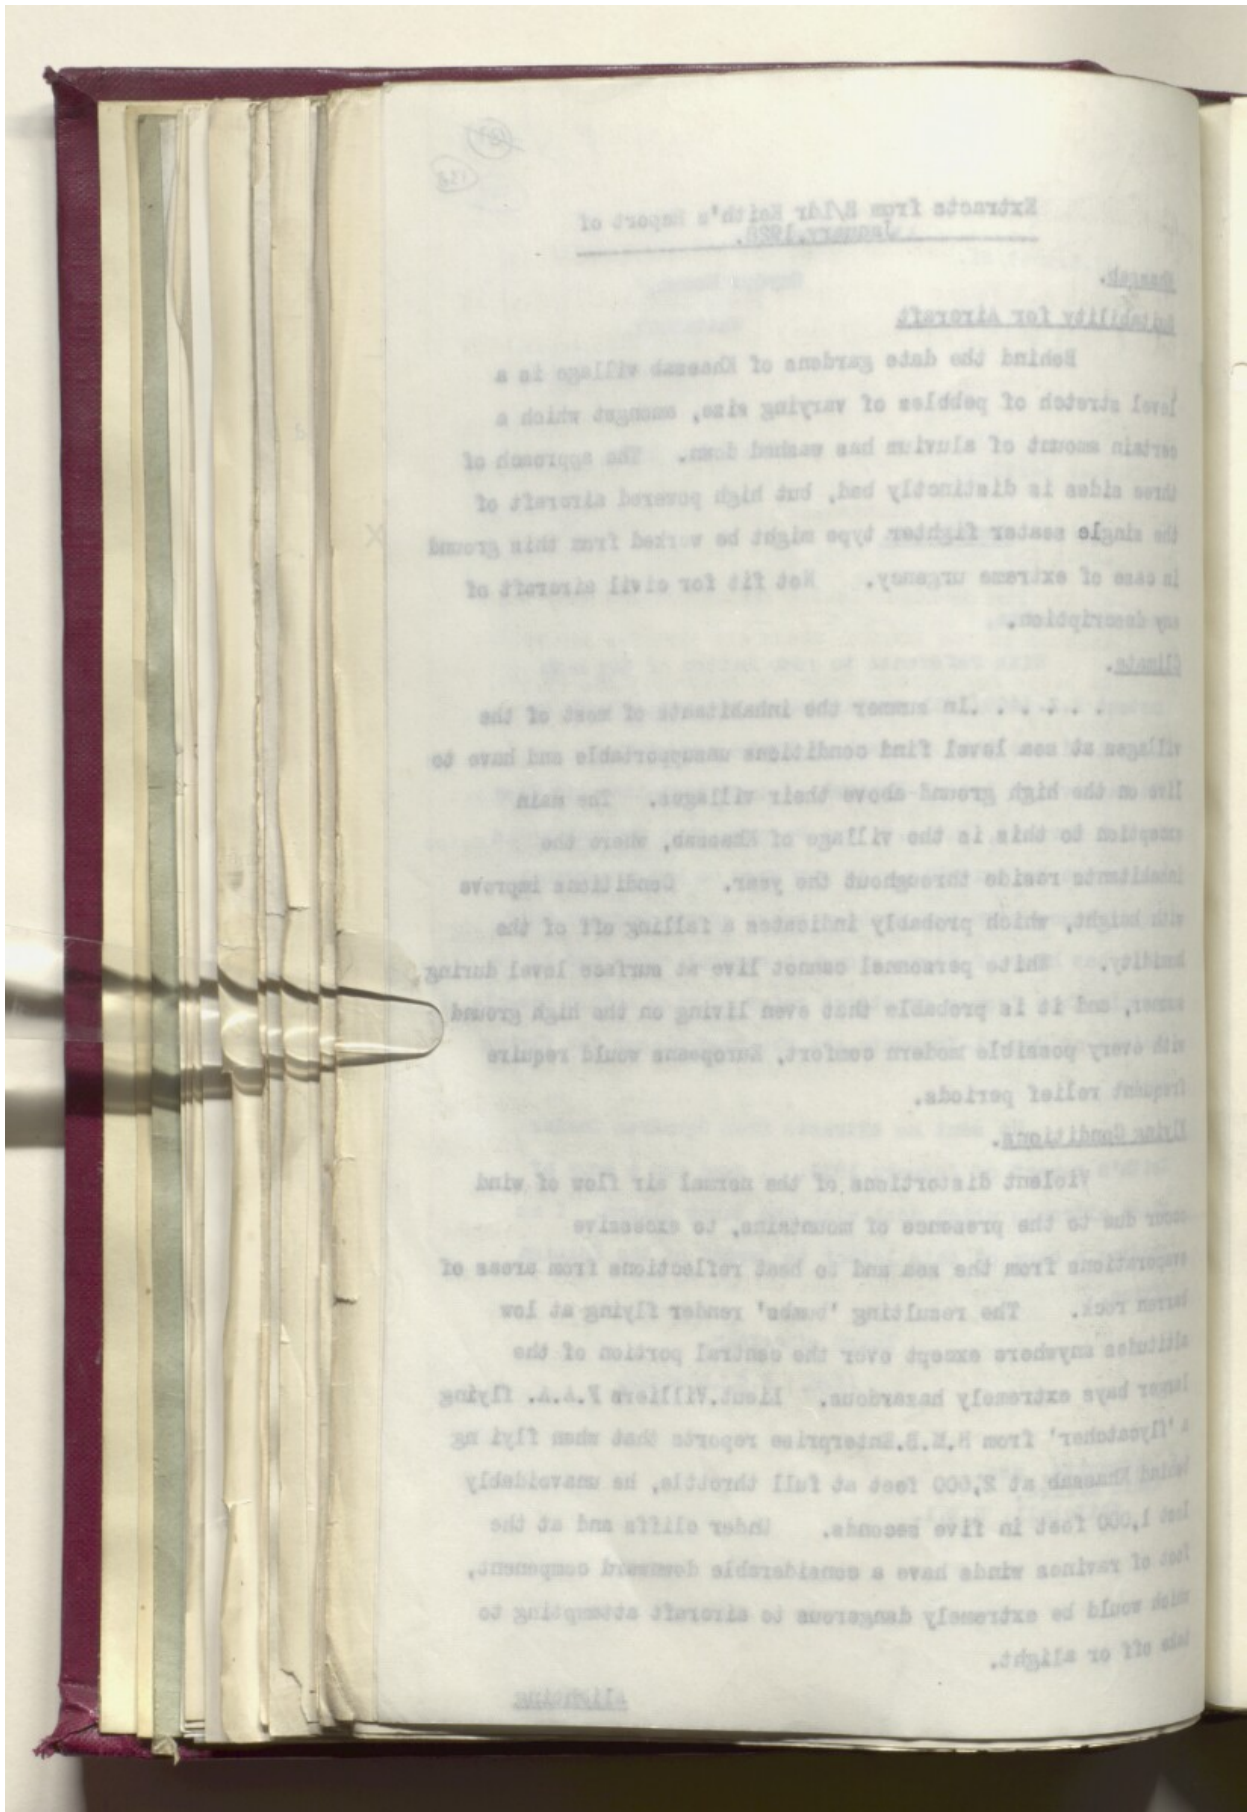 Extracts from S/Ldr Keith's Report of
January, 1928.
Khassab.
Suitability for Aircraft
Behind the date gardens of Khassab village is a
level stretch of pebbles of varying size, amongst which a
certain amount of aluvium has washed down. The approach of
three sides is distinctly bad, but high powered aircraft of
the single seater fighter type might be worked from this ground
in case of extreme urgency. Not fit for civil aircraft of
any description.
Climate.
. . . . .In summer the inhabitants of most of the
villages at sea level find conditions unsupportable and have to
live on the high ground above their villages. The main
exception to this is the village of Khassab, where the
inhabitants reside throughout the year. Conditions improve
with height, which probably indicates a falling off of the
humidity. White personnel cannot live at surface level during
summer, and it is probable that even living on the high ground
with every possible modern comfort, Europeans would require
frequent relief periods.
Flying Conditions.
Violent distortions of the normal air flow of wind
occur due to the presence of mountains, to excessive
evaporations from the sea and to heat reflections from areas of
barren rock. The resulting 'bumbs' render flying at low
altitudes anywhere except over the central portion of the
larger bays extremely hazardous. Lieut.Villiers F.A.A. flying
a 'flycatcher' from H.M.S.Enterprise reports that when flying
behind Khassab at 2,000 feet at full throttle, he unavoidably
lost 1,000 feet in five seconds. Under cliffs and at the
foot of ravines winds have a considerable downward component,
which would be extremely dangerous to aircraft attempting to
take off or alight.
Alighting